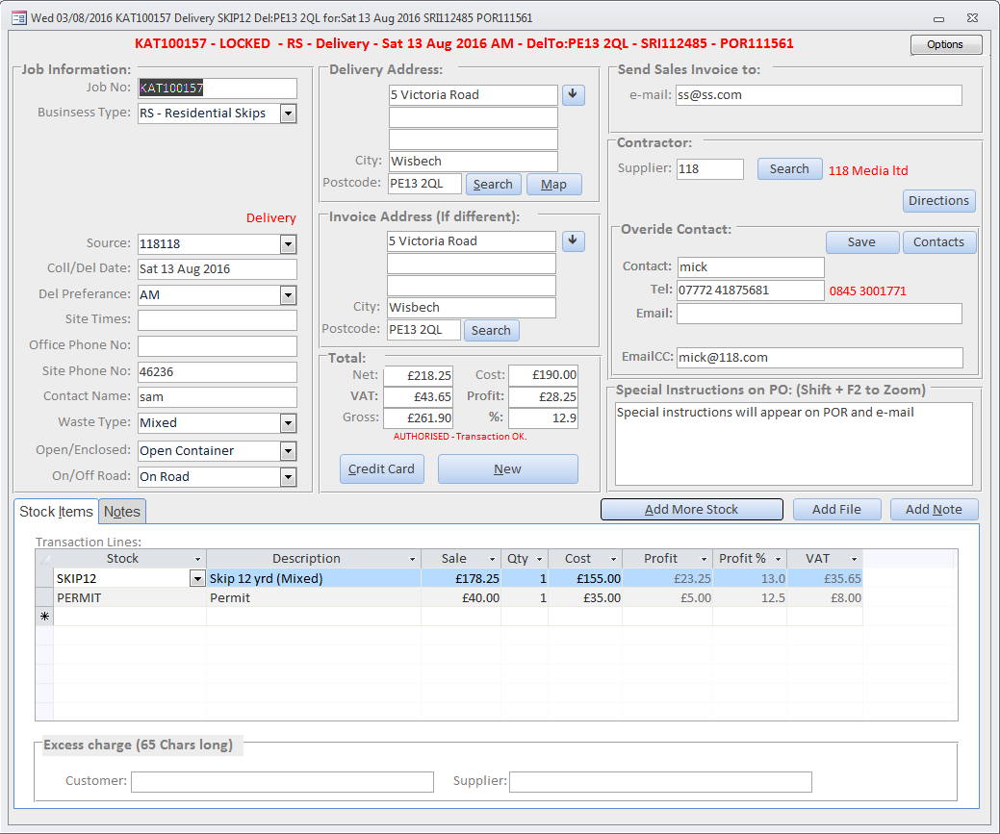 Wed 03/08/2016 KAT100157 Delivery SKIP12 Del:PE13 2QL for:Sat 13 Aug 2016 SRI112485 POR111561
KAT100157 - LOCKED - RS - Delivery - Sat 13 Aug 2016 AM - DelTo:PE13 2QL - SRI112485 - POR111561
Options
Job Information:
Job No: KAT100157
Businsess Type: RS - Residential Skips
Delivery
Source: 118118
Coll/Del Date: Sat 13 Aug 2016
Del Preferance: AM
Site Times:
Office Phone No:
Site Phone No: 46236
Contact Name: sam
Waste Type: Mixed
Open/Enclosed: Open Container
On/Off Road: On Road
Delivery Address:
5 Victoria Road
City: Wisbech
Postcode: PE13 2QL Search Map
Invoice Address (If different):
5 Victoria Road
City: Wisbech
Postcode: PE13 2QL Search
Total:
Net: £218.25 Cost: £190.00
VAT: £43.65 Profit: £28.25
Gross: £261.90 %: 12.9
AUTHORISED - Transaction OK.
Credit Card New
Send Sales Invoice to:
e-mail: ss@ss.com
Contractor:
Supplier: 118 Search 118 Media ltd
Directions
Overide Contact:
Save Contacts
Contact: mick
Tel: 07772 41875681 0845 3001771
Email:
EmailCC: mick@118.com
Special Instructions on PO: (Shift + F2 to Zoom)
Special instructions will appear on POR and e-mail
Stock Items Notes
Add More Stock Add File Add Note
Transaction Lines:
Stock Description Sale Qty Cost Profit Profit % VAT
SKIP12 Skip 12 yrd (Mixed) £178.25 1 £155.00 £23.25 13.0 £35.65
PERMIT Permit £40.00 1 £35.00 £5.00 12.5 £8.00
Excess charge (65 Chars long)
Customer: Supplier: